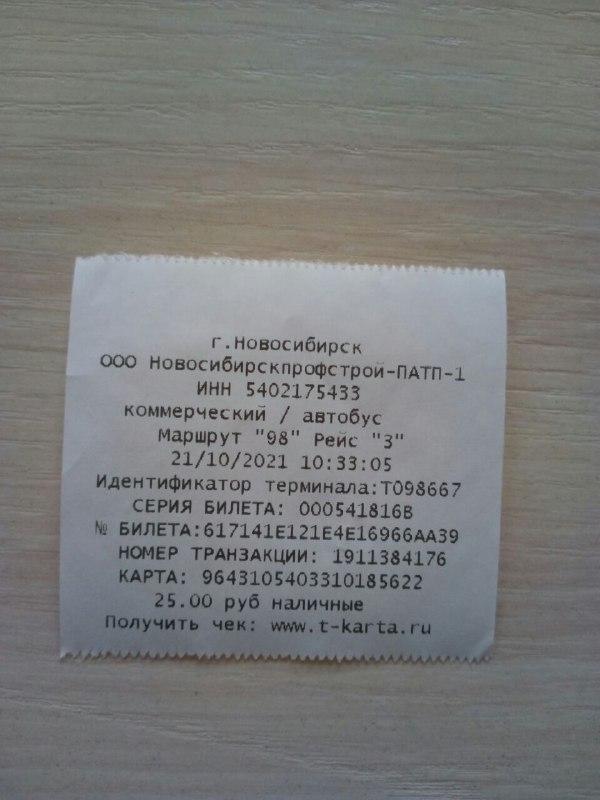 г.Новосибирск
ООО Новосибирскпрофстрой-ПАТП-1
ИНН 5402175433
коммерческий / автобус
Маршрут "98" Рейс "3"
21/10/2021 10:33:05
Идентификатор терминала:Т098667
СЕРИЯ БИЛЕТА: 000541816В
№ БИЛЕТА:617141E121E4E16966AA39
НОМЕР ТРАНЗАКЦИИ: 1911384176
КАРТА: 9643105403310185622
25.00 руб наличные
Получить чек: www.t-karta.ru